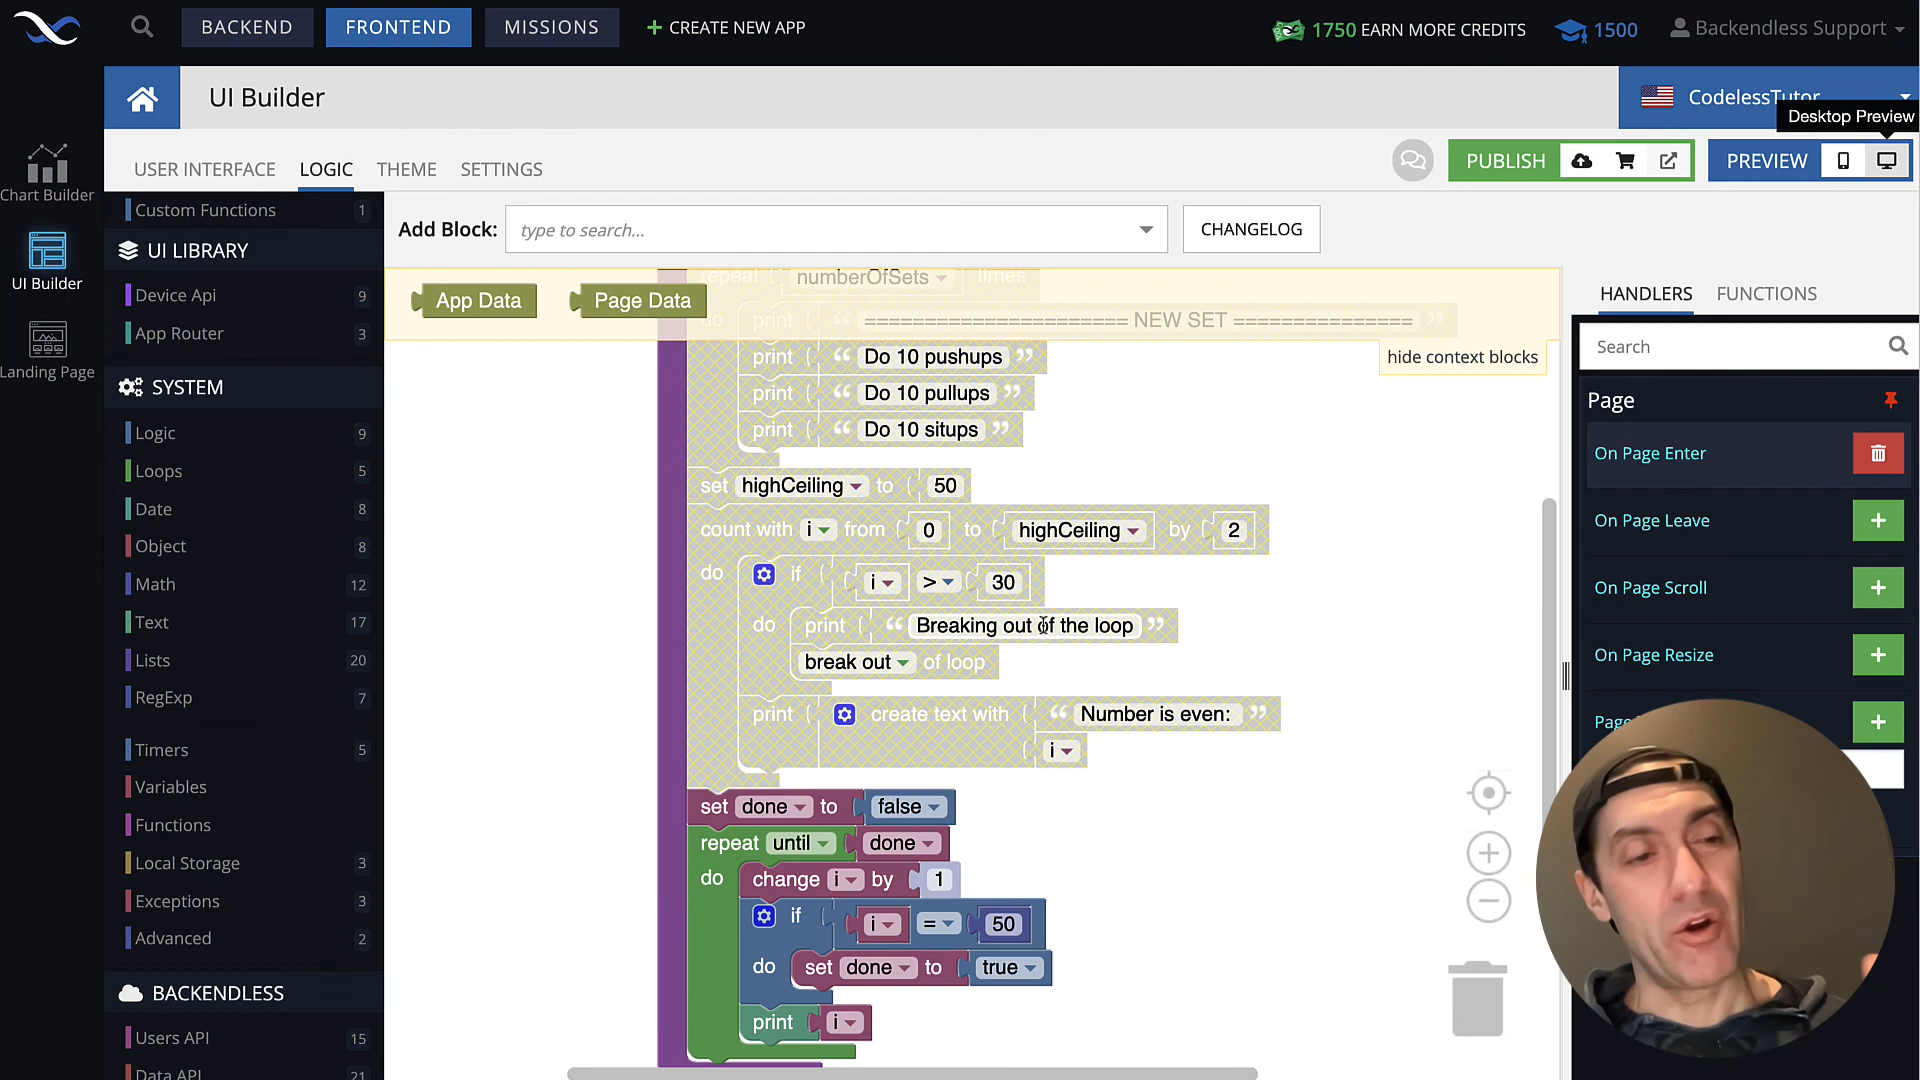 BACKEND
FRONTEND
MISSIONS
+ CREATE NEW APP
1750 EARN MORE CREDITS
1500
Backendless Support
UI Builder
CodelessTutor
Desktop Preview
USER INTERFACE
LOGIC
THEME
SETTINGS
PUBLISH
PREVIEW
Chart Builder
UI Builder
Landing Page
Custom Functions 1
UI LIBRARY
Device Api 9
App Router 3
SYSTEM
Logic 9
Loops 5
Date 8
Object 8
Math 12
Text 17
Lists 20
RegExp 7
Timers 5
Variables
Functions
Local Storage 3
Exceptions 3
Advanced 2
BACKENDLESS
Users API 15
Data API 21
Add Block:
type to search...
CHANGELOG
App Data
Page Data
hide context blocks
repeat numberOfSets times
do print “ ====================== NEW SET =============== ”
print “ Do 10 pushups ”
print “ Do 10 pullups ”
print “ Do 10 situps ”
set highCeiling to 50
count with i from 0 to highCeiling by 2
do if i > 30
do print “ Breaking out of the loop ”
break out of loop
print create text with “ Number is even: ”
i
set done to false
repeat until done
do change i by 1
if i = 50
do set done to true
print i
HANDLERS
FUNCTIONS
Search
Page
On Page Enter
On Page Leave
On Page Scroll
On Page Resize